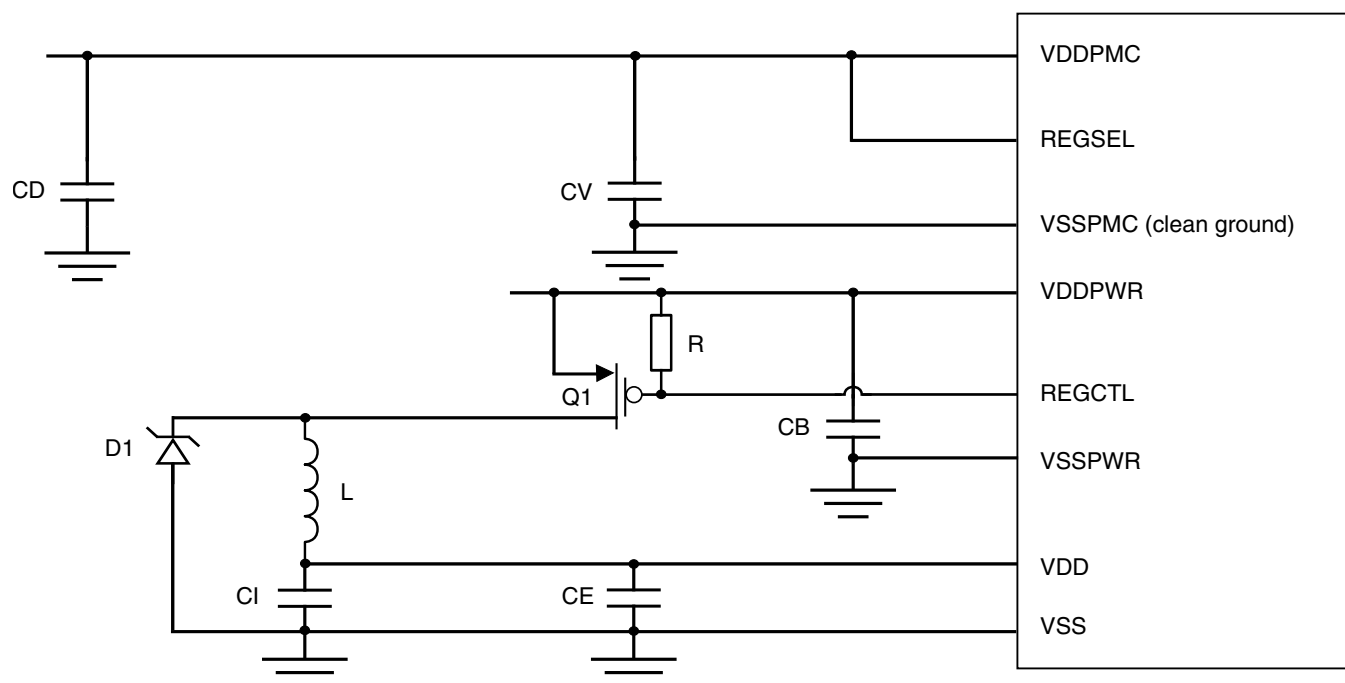 VDDPMC
REGSEL
CD
CV
VSSPMC (clean ground)
VDDPWR
R
Q1
REGCTL
CB
D1
VSSPWR
L
VDD
CI
CE
VSS